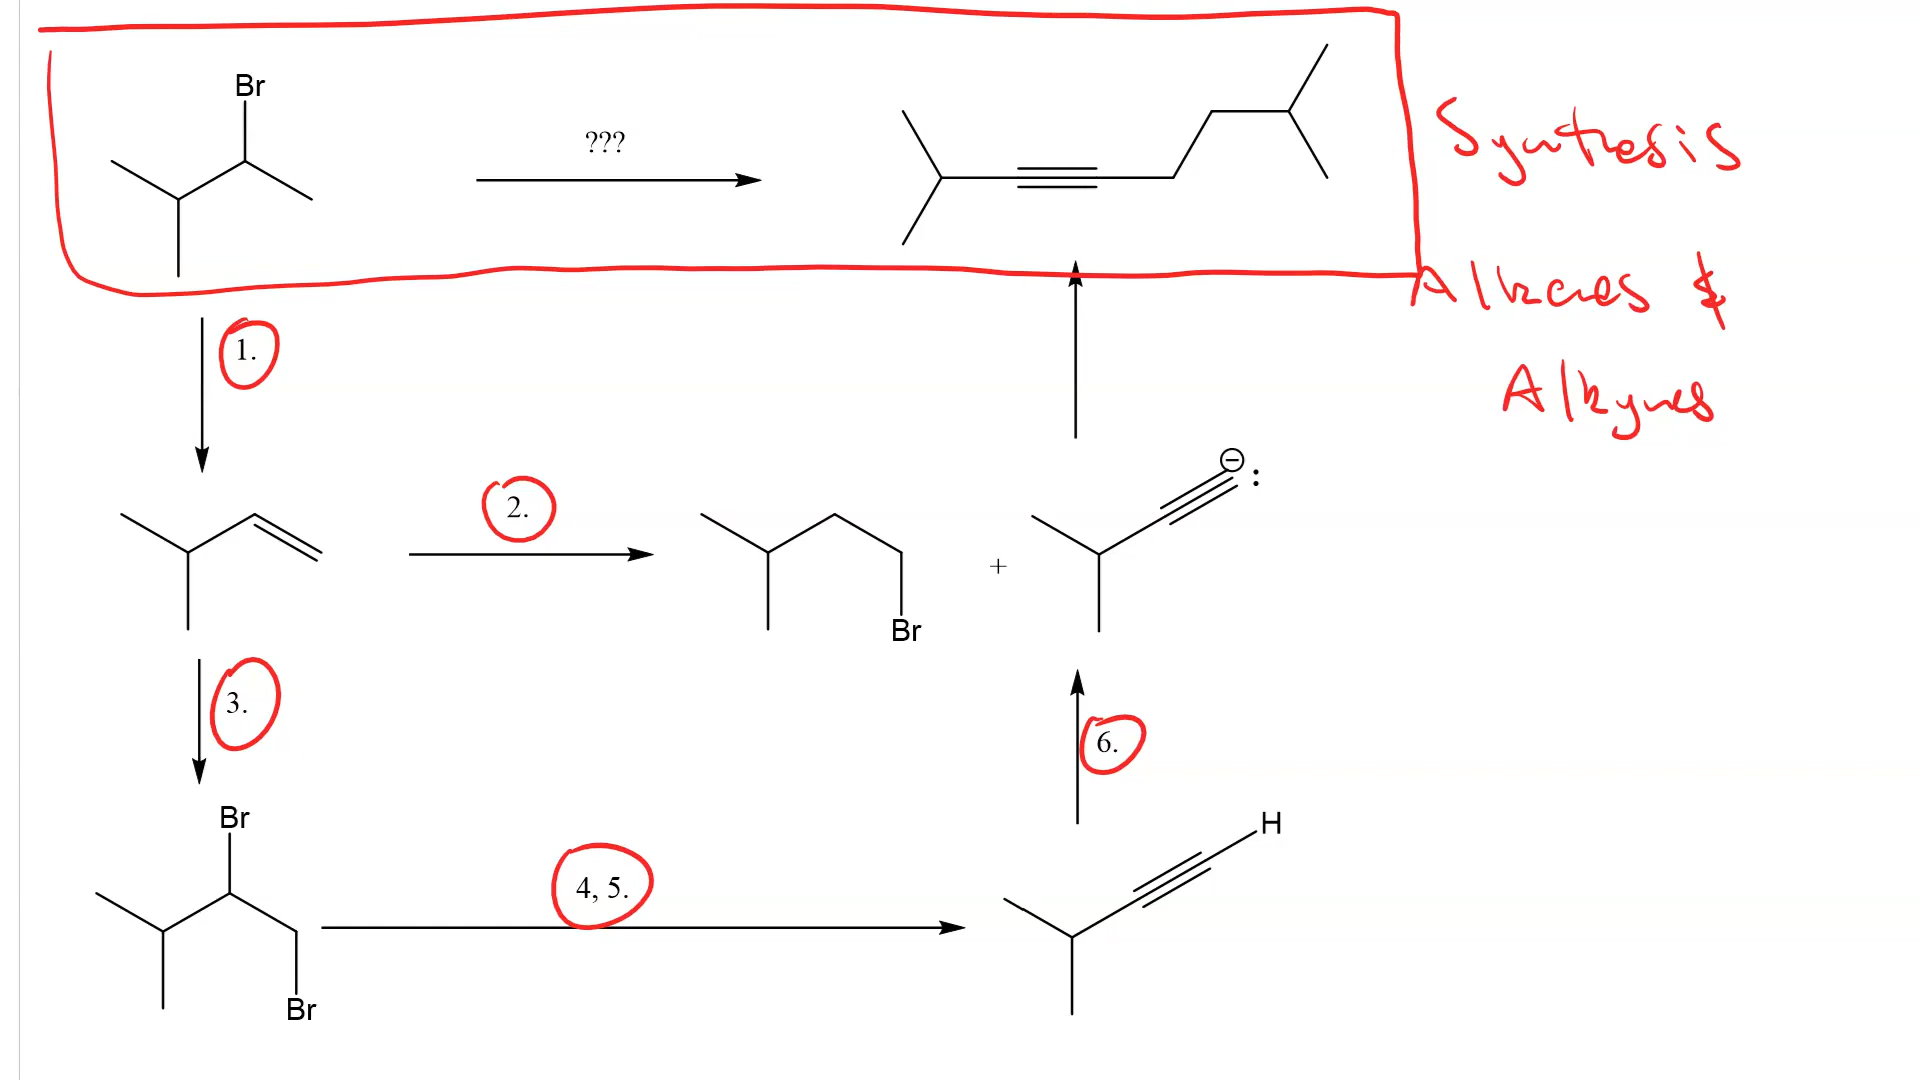 Br
???
Synthesis
Alkenes &
Alkynes
1.
2.
Br
+
⊖
:
3.
6.
Br
H
4, 5.
Br